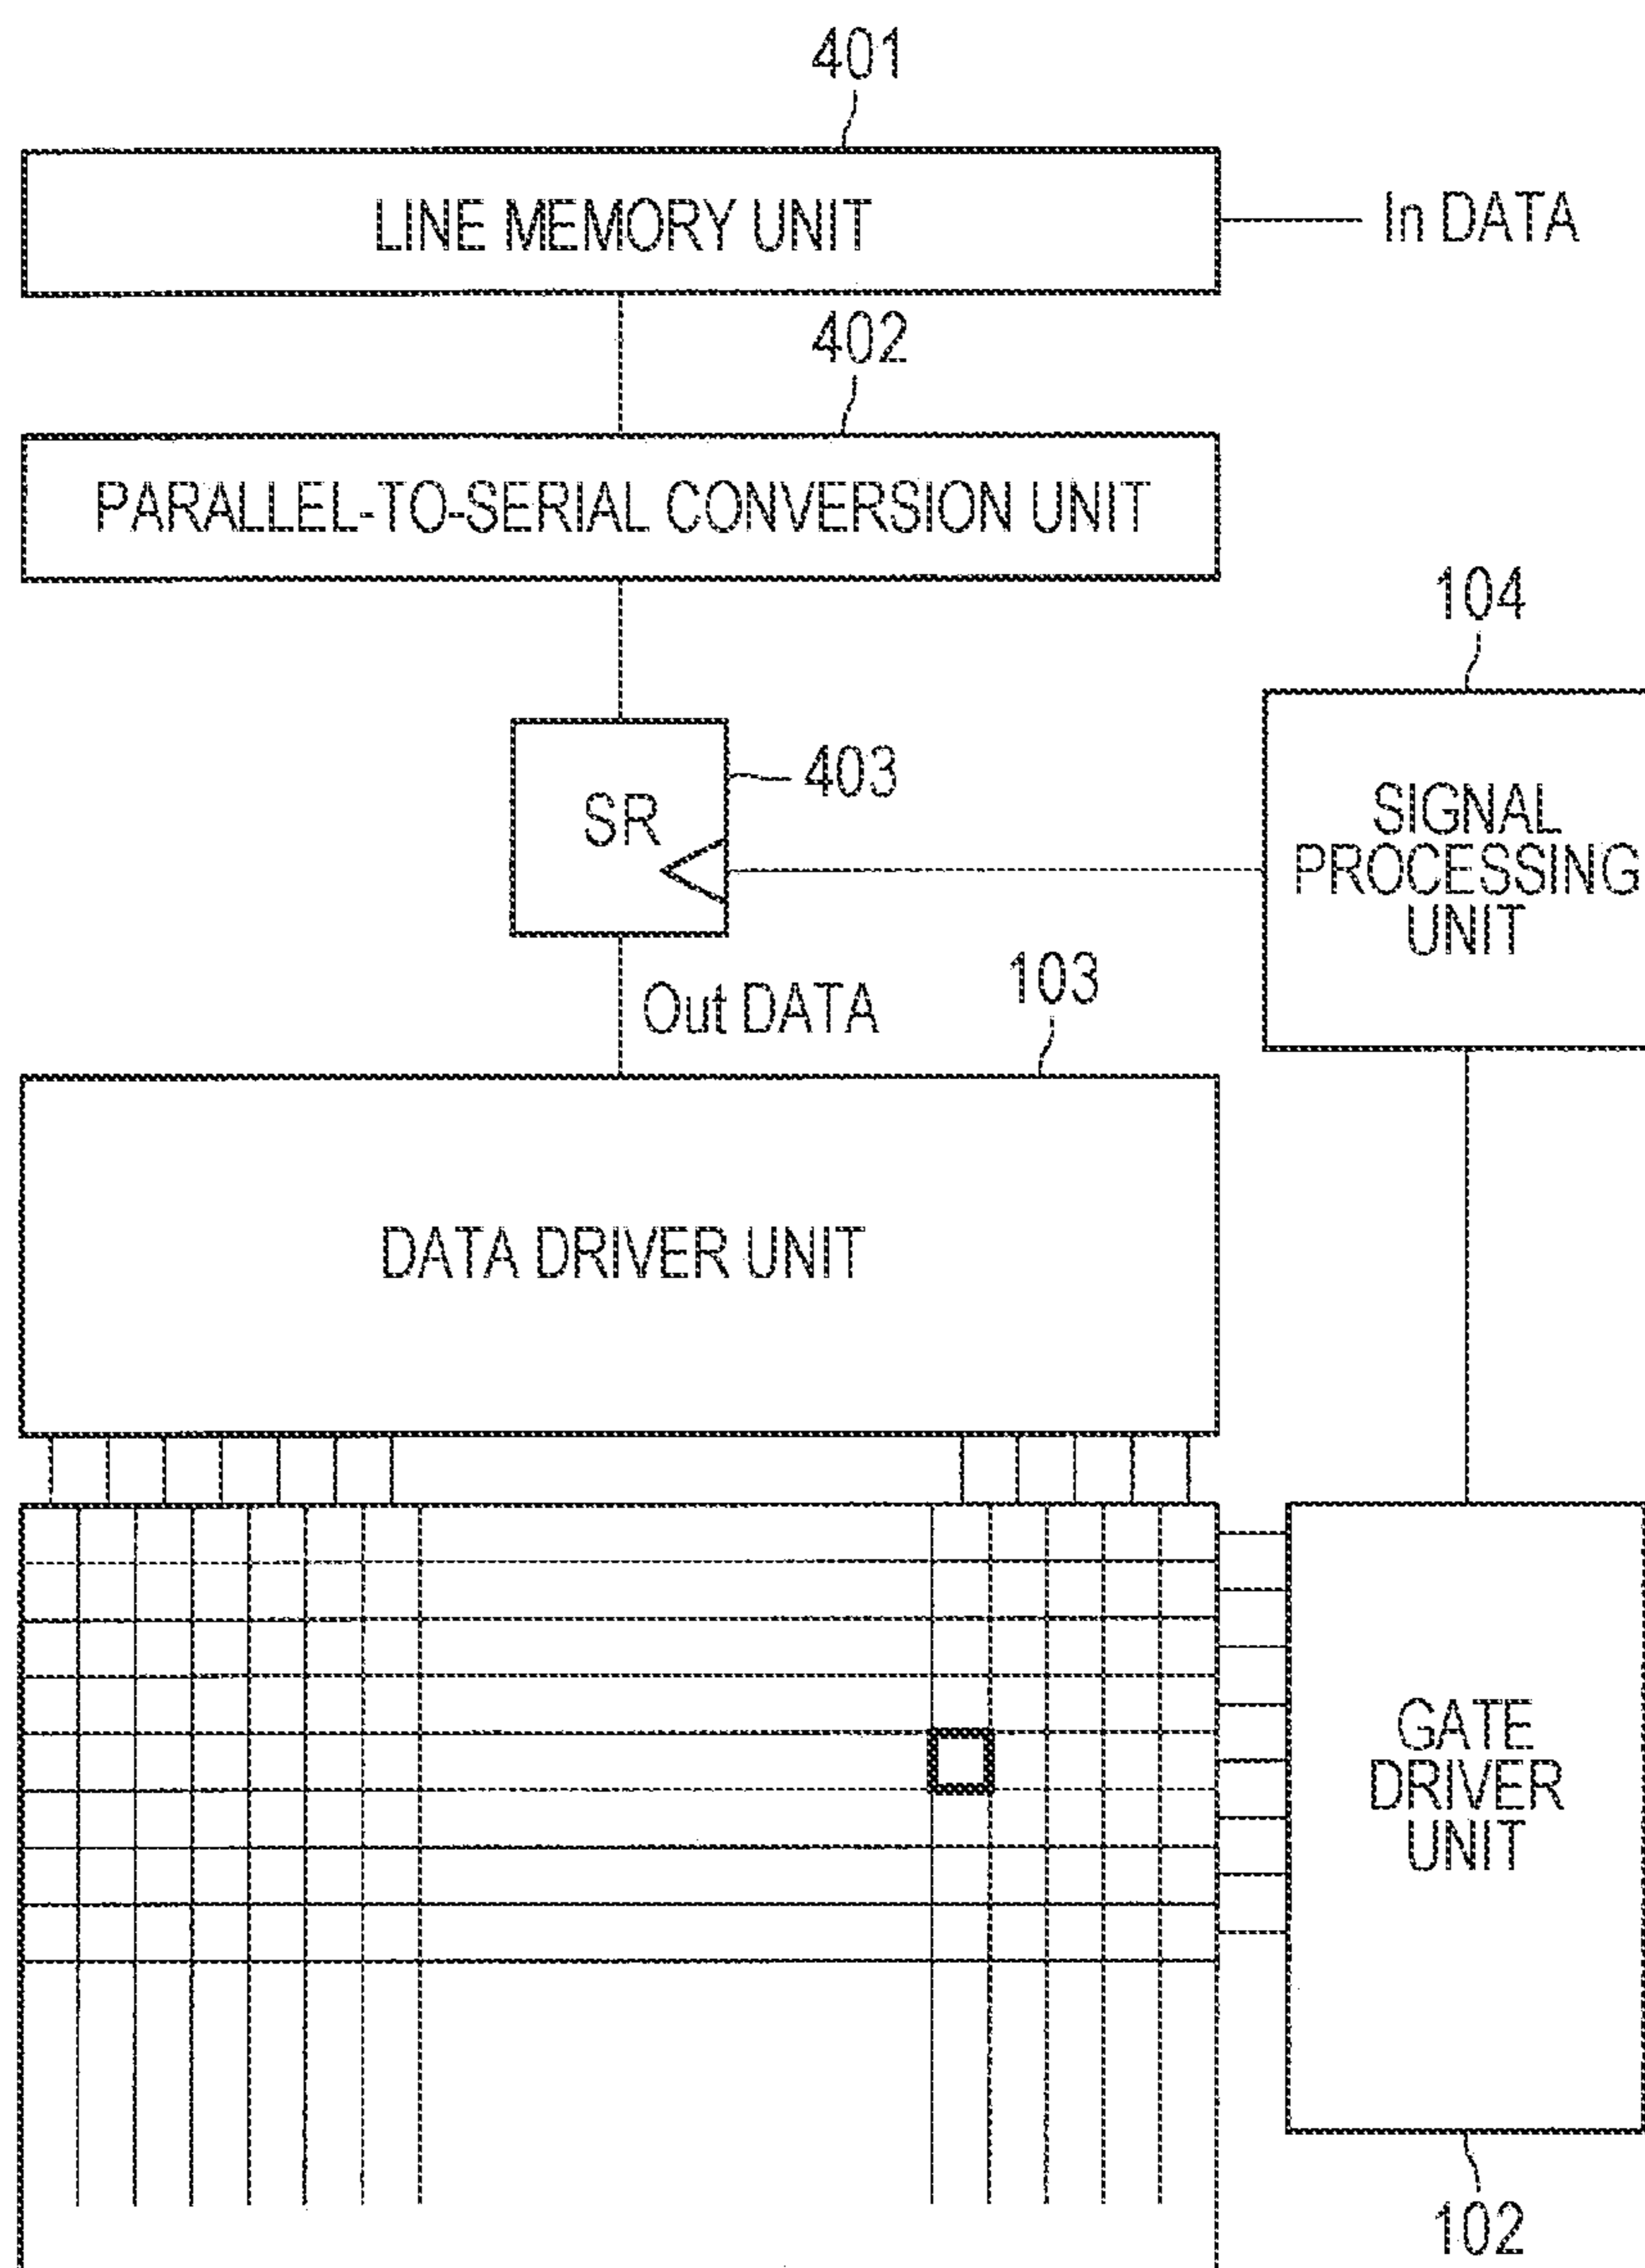 401
LINE MEMORY UNIT
In DATA
402
PARALLEL-TO-SERIAL CONVERSION UNIT
104
403
SR
SIGNAL
PROCESSING
UNIT
103
Out DATA
DATA DRIVER UNIT
GATE
DRIVER
UNIT
102